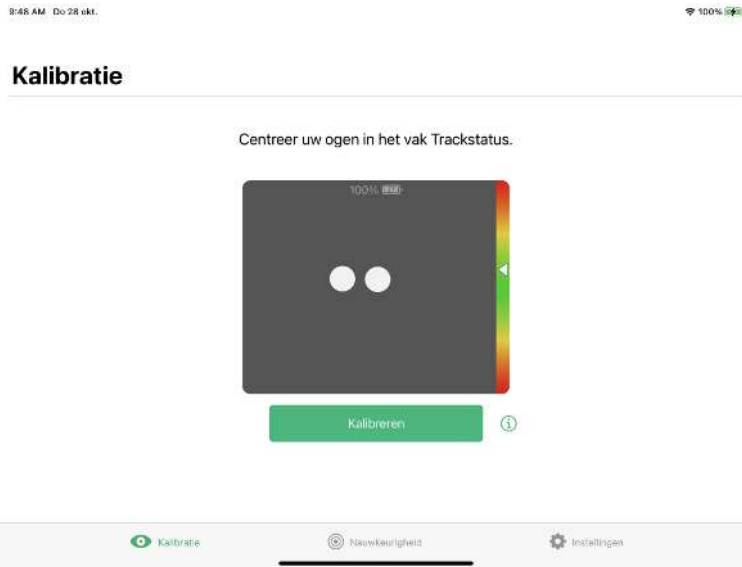 9:48 AM Do 28 okt.
100%
Kalibratie
Centreer uw ogen in het vak Trackstatus.
100%
Kalibreren
Kalibratie
Nauwkeurigheid
Instellingen